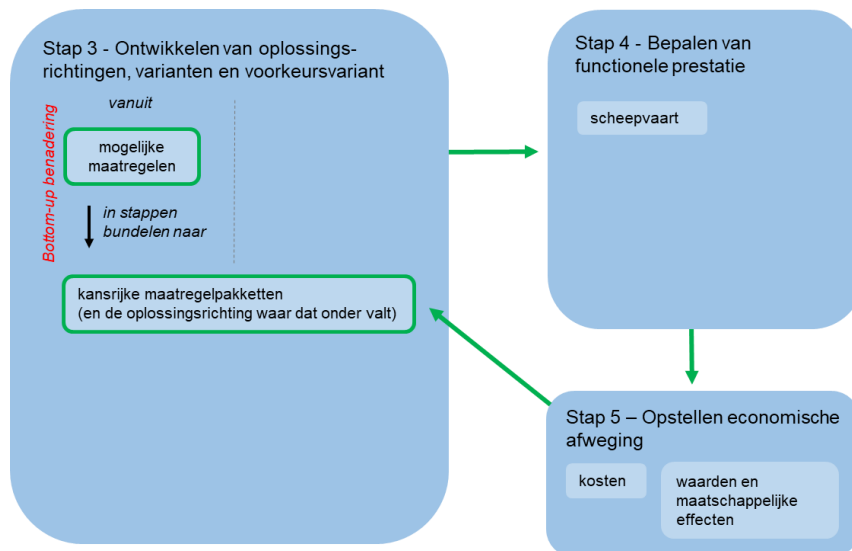 Stap 3 - Ontwikkelen van oplossings-
richtingen, varianten en voorkeursvariant
vanuit
Bottom-up benadering
mogelijke
maatregelen
in stappen
bundelen naar
kansrijke maatregelpakketten
(en de oplossingsrichting waar dat onder valt)
Stap 4 - Bepalen van
functionele prestatie
scheepvaart
Stap 5 – Opstellen economische
afweging
kosten
waarden en
maatschappelijke
effecten